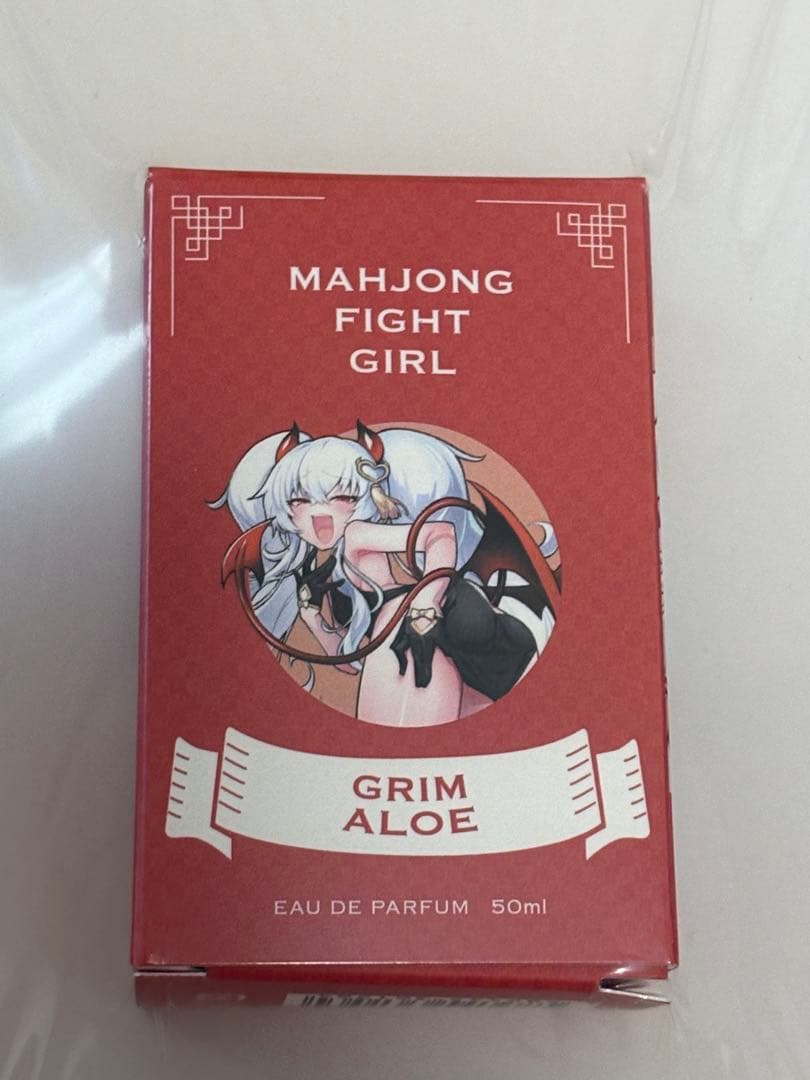 MAHJONG
FIGHT
GIRL
GRIM
ALOE
EAU DE PARFUM 50ml